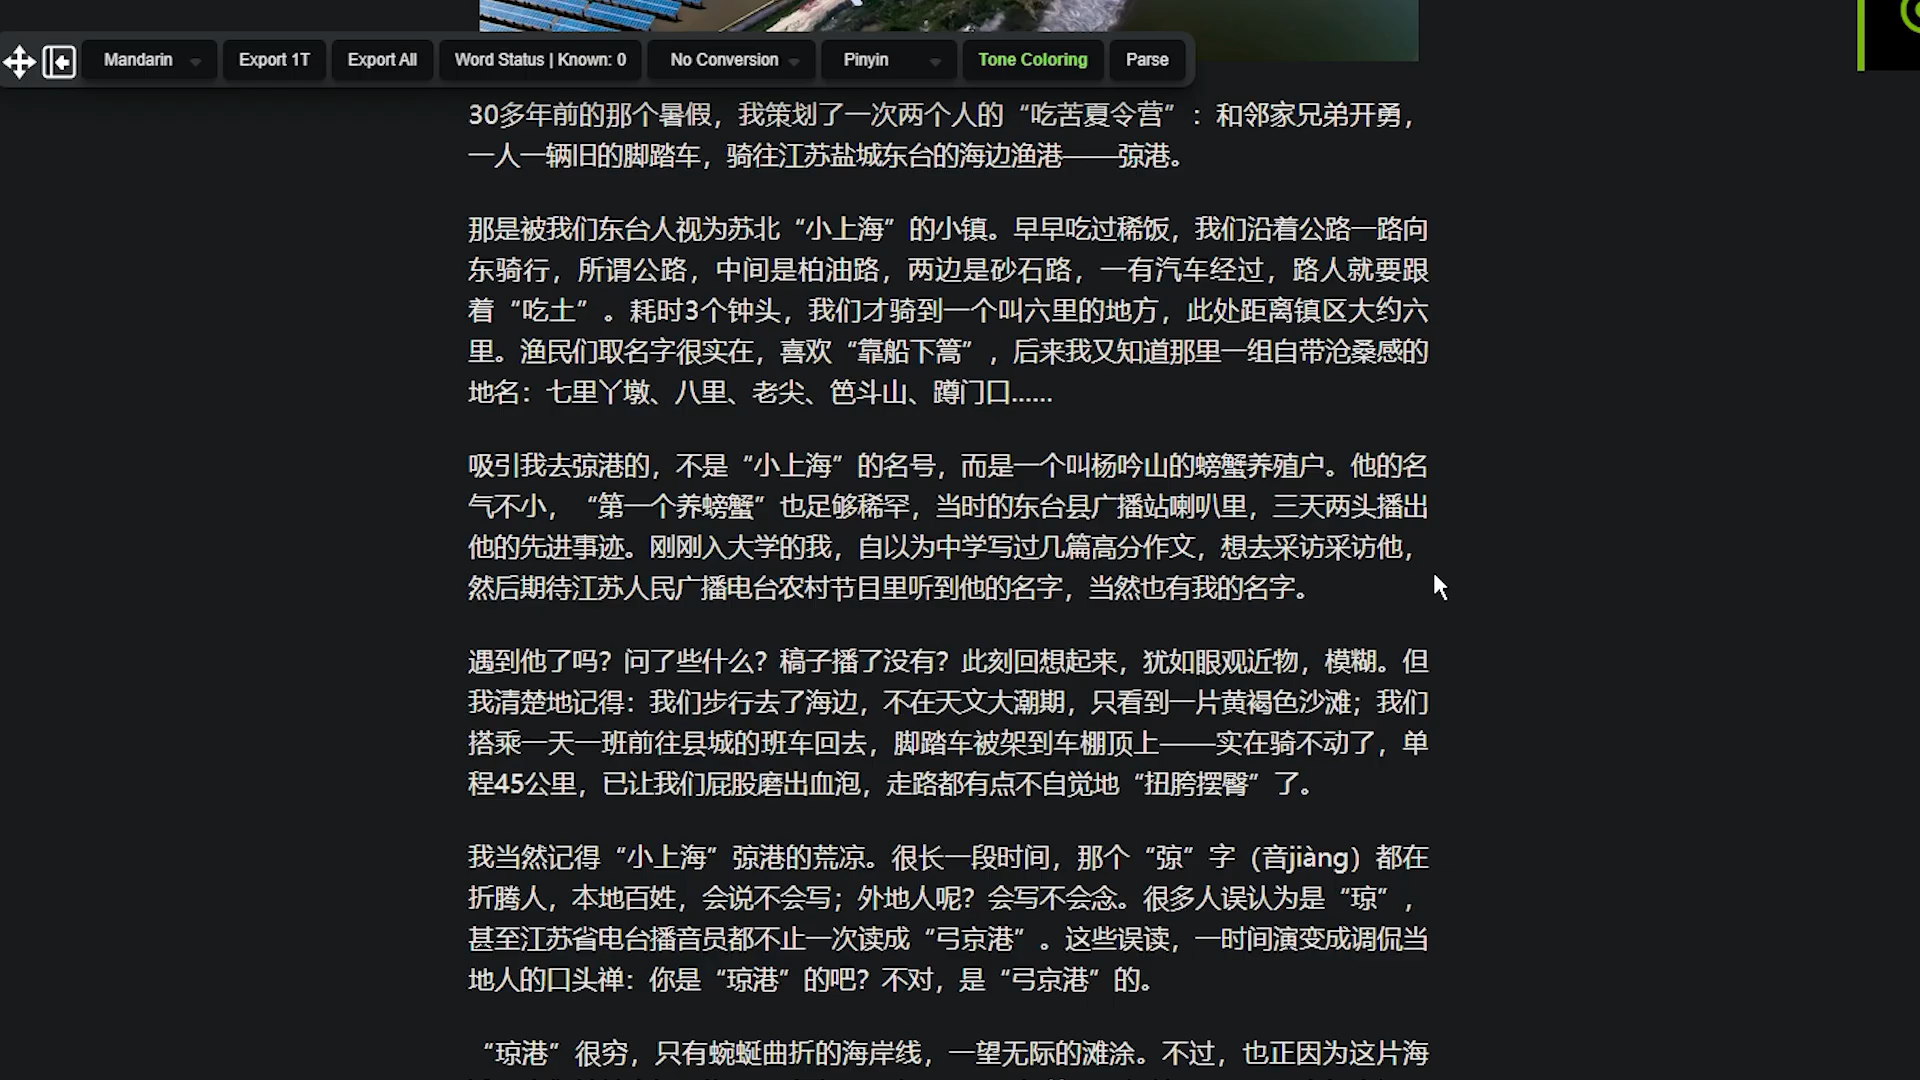 Mandarin
Export 1T
Export All
Word Status | Known: 0
No Conversion
Pinyin
Tone Coloring
Parse
30多年前的那个暑假，我策划了一次两个人的“吃苦夏令营”：和邻家兄弟开勇，
一人一辆旧的脚踏车，骑往江苏盐城东台的海边渔港——弶港。
那是被我们东台人视为苏北“小上海”的小镇。早早吃过稀饭，我们沿着公路一路向
东骑行，所谓公路，中间是柏油路，两边是砂石路，一有汽车经过，路人就要跟
着“吃土”。耗时3个钟头，我们才骑到一个叫六里的地方，此处距离镇区大约六
里。渔民们取名字很实在，喜欢“靠船下篙”，后来我又知道那里一组自带沧桑感的
地名：七里丫墩、八里、老尖、笆斗山、蹲门口......
吸引我去弶港的，不是“小上海”的名号，而是一个叫杨吟山的螃蟹养殖户。他的名
气不小，“第一个养螃蟹”也足够稀罕，当时的东台县广播站喇叭里，三天两头播出
他的先进事迹。刚刚入大学的我，自以为中学写过几篇高分作文，想去采访采访他，
然后期待江苏人民广播电台农村节目里听到他的名字，当然也有我的名字。
遇到他了吗？问了些什么？稿子播了没有？此刻回想起来，犹如眼观近物，模糊。但
我清楚地记得：我们步行去了海边，不在天文大潮期，只看到一片黄褐色沙滩；我们
搭乘一天一班前往县城的班车回去，脚踏车被架到车棚顶上——实在骑不动了，单
程45公里，已让我们屁股磨出血泡，走路都有点不自觉地“扭胯摆臀”了。
我当然记得“小上海”弶港的荒凉。很长一段时间，那个“弶”字（音jiàng）都在
折腾人，本地百姓，会说不会写；外地人呢？会写不会念。很多人误认为是“琼”，
甚至江苏省电台播音员都不止一次读成“弓京港”。这些误读，一时间演变成调侃当
地人的口头禅：你是“琼港”的吧？不对，是“弓京港”的。
“琼港”很穷，只有蜿蜒曲折的海岸线，一望无际的滩涂。不过，也正因为这片海